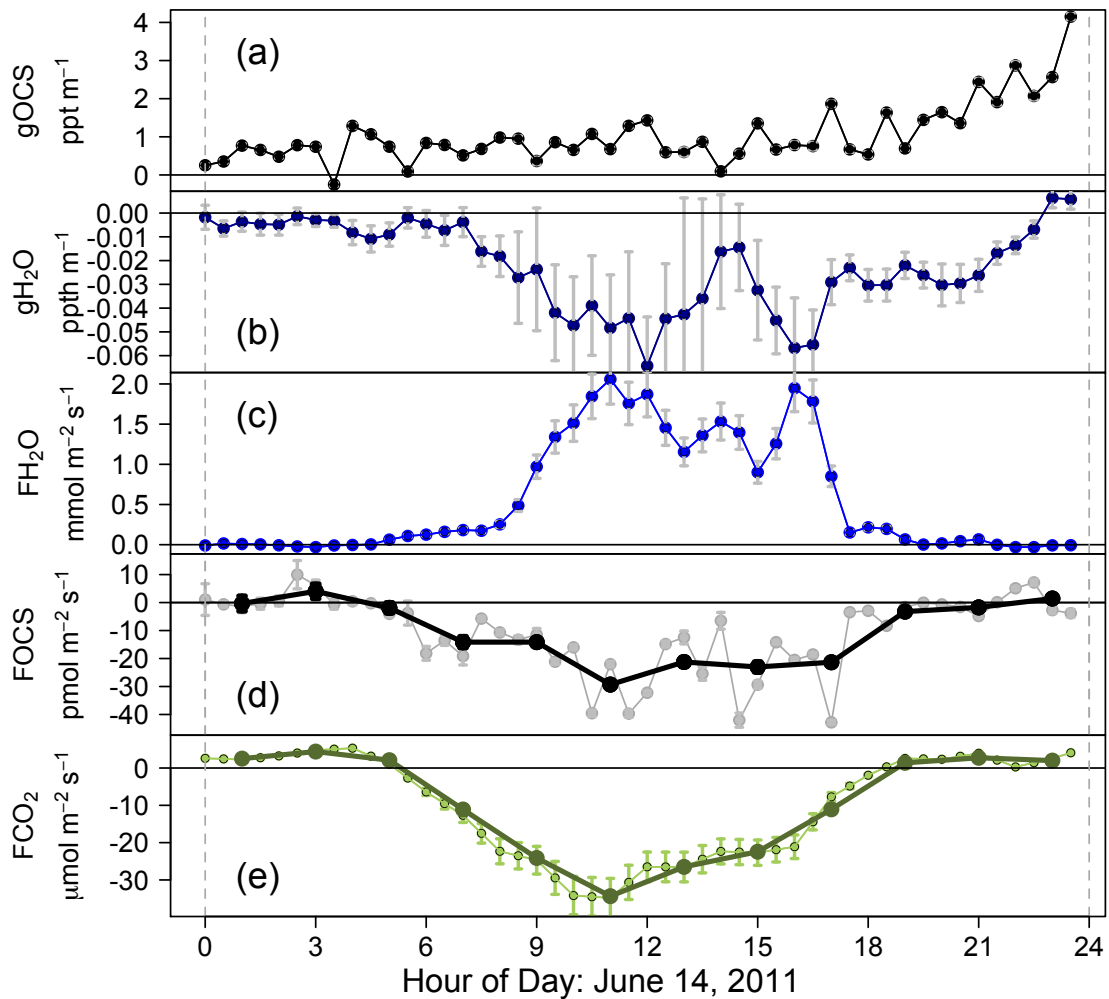 gOCS
ppt m⁻¹
4
3
2
1
0
(a)
gH₂O
ppth m⁻¹
0.00
-0.01
-0.02
-0.03
-0.04
-0.05
-0.06
(b)
FH₂O
mmol m⁻² s⁻¹
2.0
1.5
1.0
0.5
0.0
(c)
FOCS
pmol m⁻² s⁻¹
10
0
-10
-20
-30
-40
(d)
FCO₂
µmol m⁻² s⁻¹
0
-10
-20
-30
(e)
0 3 6 9 12 15 18 21 24
Hour of Day: June 14, 2011